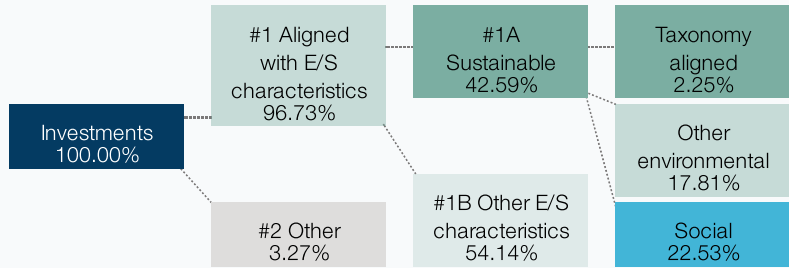 Investments
100.00%
#1 Aligned
with E/S
characteristics
96.73%
#2 Other
3.27%
#1A
Sustainable
42.59%
#1B Other E/S
characteristics
54.14%
Taxonomy
aligned
2.25%
Other
environmental
17.81%
Social
22.53%